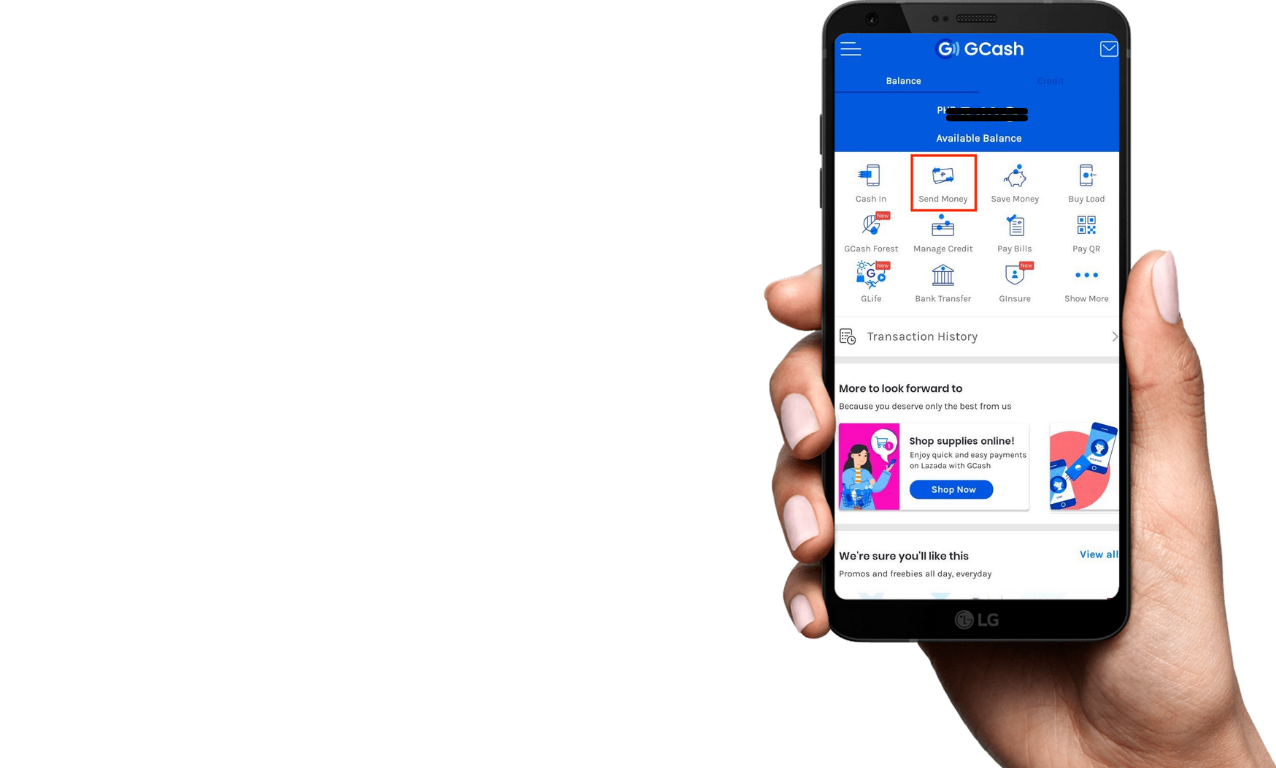 GCash
Balance
Credit
Available Balance
Cash In
Send Money
Save Money
Buy Load
New
GCash Forest
Manage Credit
Pay Bills
Pay QR
New
GLife
Bank Transfer
New
GInsure
Show More
Transaction History
More to look forward to
Because you deserve only the best from us
Shop supplies online!
Enjoy quick and easy payments
on Lazada with GCash
Shop Now
We're sure you'll like this
View all
Promos and freebies all day, everyday
LG